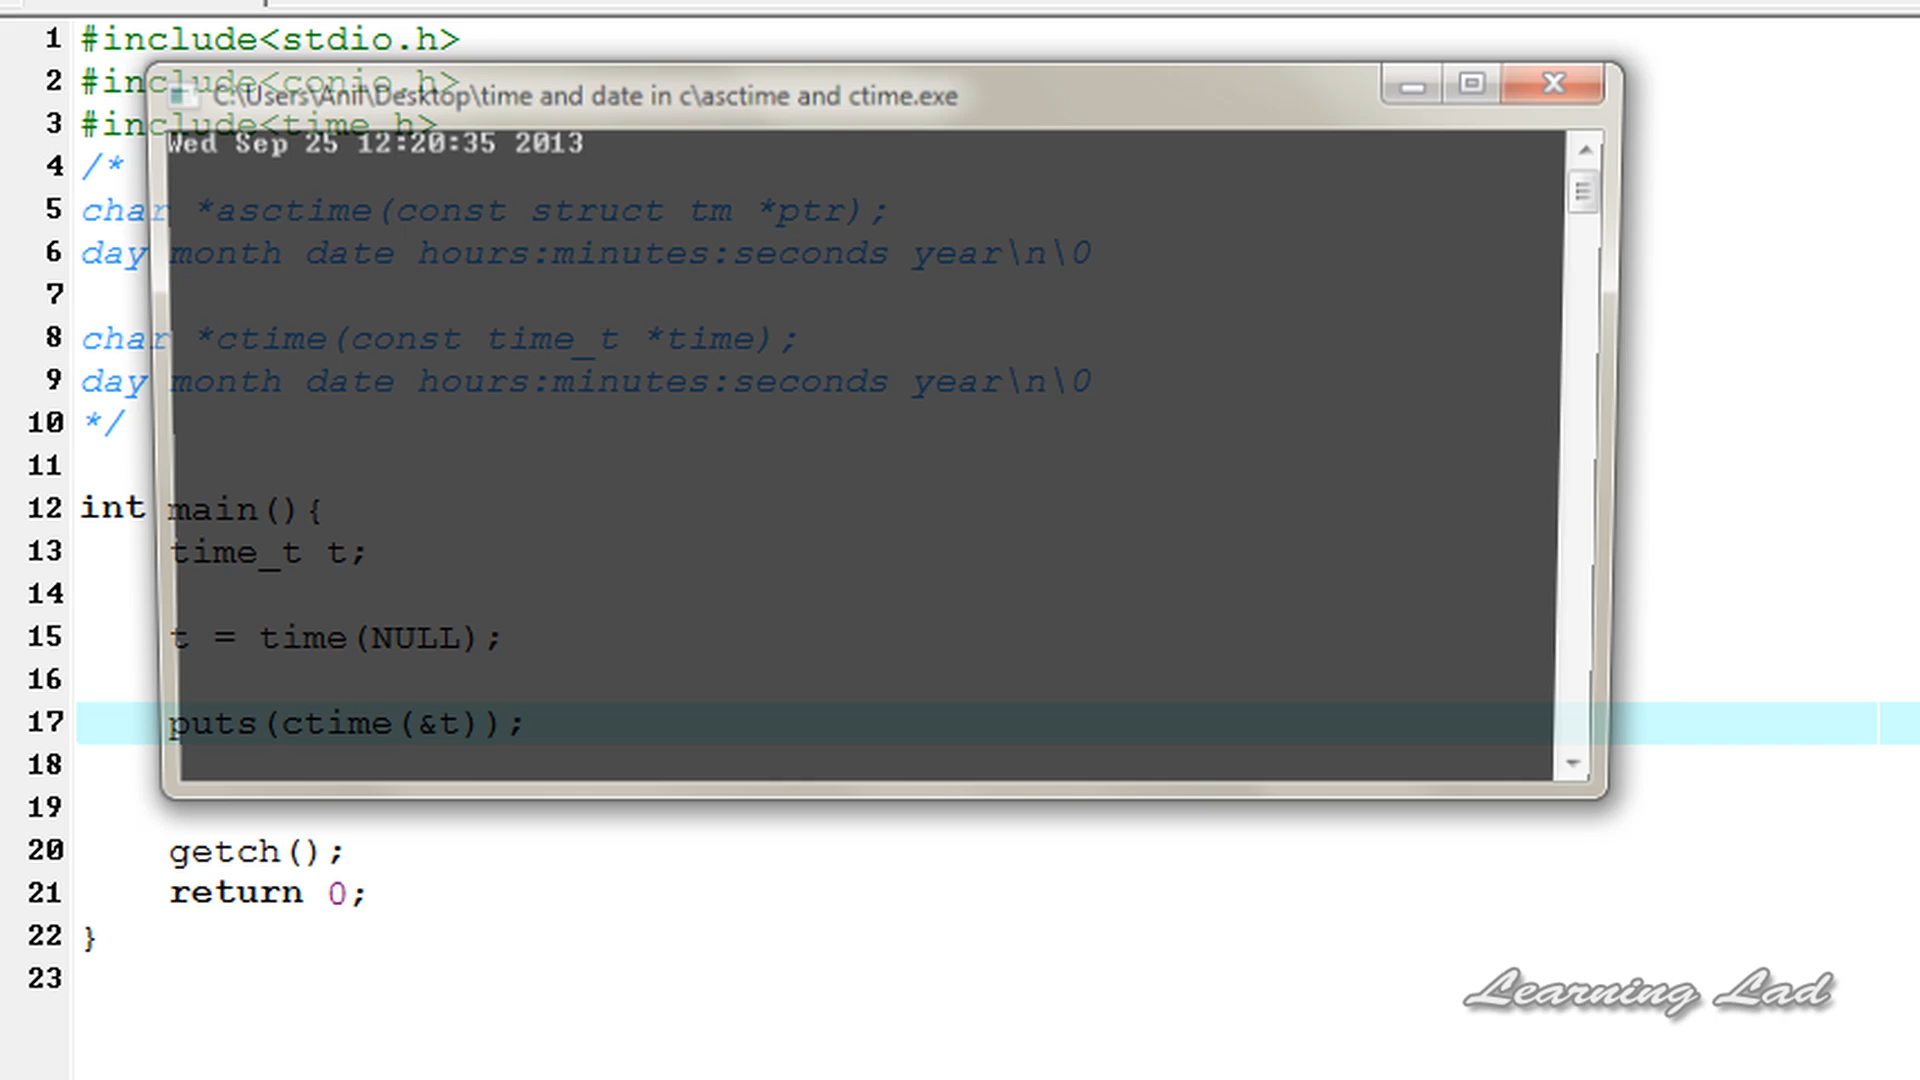 1 #include<stdio.h>
2 #include<conio.h>
C:\Users\Anil\Desktop\time and date in c\asctime and ctime.exe
3 #include<time.h>
Wed Sep 25 12:20:35 2013
4 /*
5 char *asctime(const struct tm *ptr);
6 day month date hours:minutes:seconds year\n\0
7
8 char *ctime(const time_t *time);
9 day month date hours:minutes:seconds year\n\0
10 */
11
12 int main(){
13 time_t t;
14
15 t = time(NULL);
16
17 puts(ctime(&t));
18
19
20 getch();
21 return 0;
22 }
23
Learning Lad